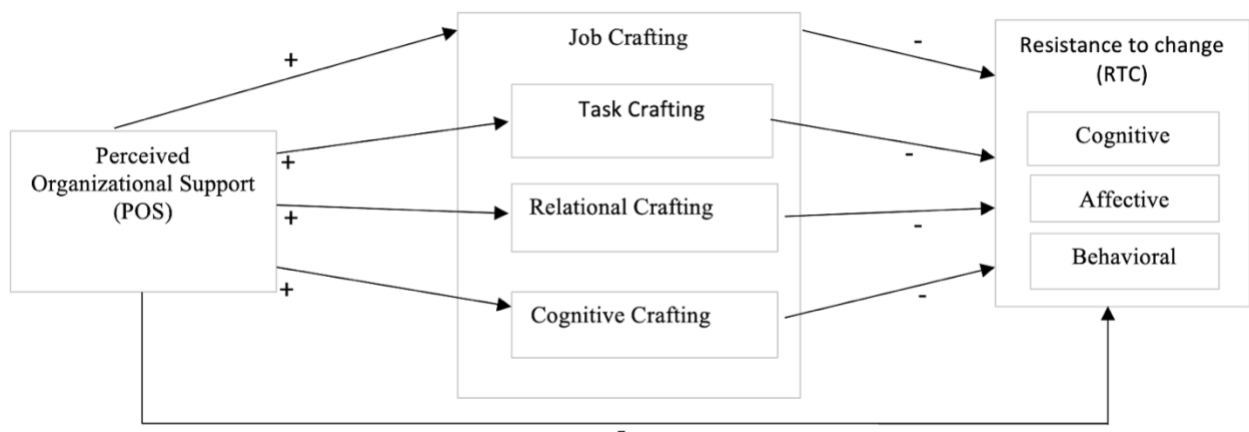 Job Crafting
-
Resistance to change
(RTC)
+
Task Crafting
Cognitive
Perceived
Organizational Support
(POS)
+
-
Relational Crafting
Affective
+
-
Behavioral
+
Cognitive Crafting
-
-